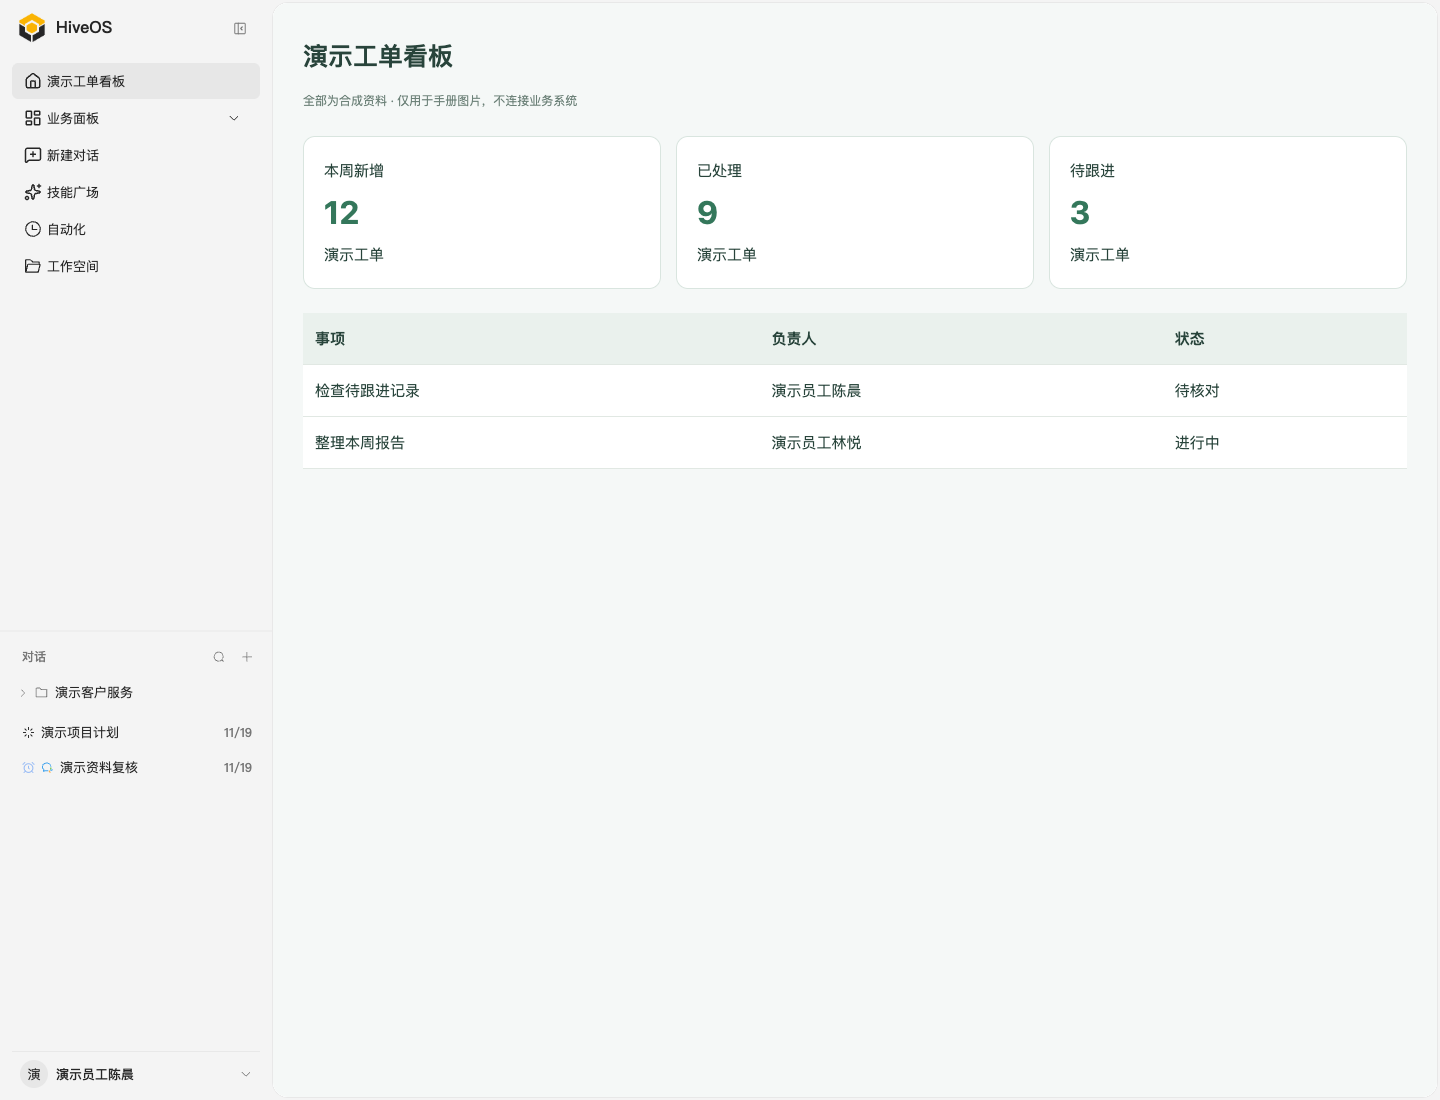 HiveOS
演示工单看板
业务面板
新建对话
技能广场
自动化
工作空间
对话
演示客户服务
演示项目计划 11/19
演示资料复核 11/19
演 演示员工陈晨
演示工单看板
全部为合成资料 · 仅用于手册图片，不连接业务系统
本周新增
12
演示工单
已处理
9
演示工单
待跟进
3
演示工单
事项 负责人 状态
检查待跟进记录 演示员工陈晨 待核对
整理本周报告 演示员工林悦 进行中